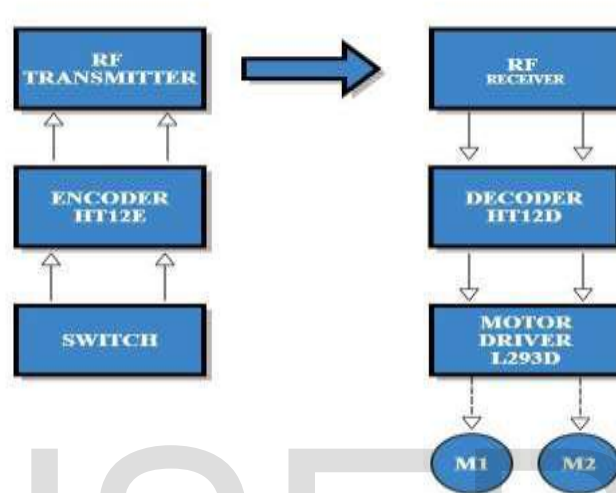 RF
TRANSMITTER
RF
RECEIVER
ENCODER
HT12E
DECODER
HT12D
SWITCH
MOTOR
DRIVER
L293D
M1
M2